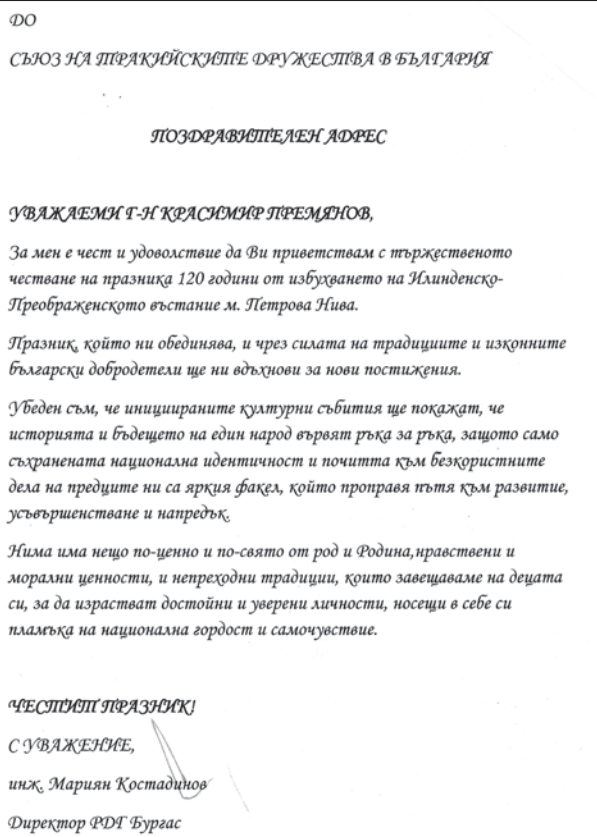 ДО
СЪЮЗ НА ТРАКИЙСКИТЕ ДРУЖЕСТВА В БЪЛГАРИЯ
ПОЗДРАВИТЕЛЕН АДРЕС
УВАЖАЕМИ Г-Н КРАСИМИР ПРЕМЯНОВ,
За мен е чест и удоволствие да Ви приветствам с тържественото
честване на празника 120 години от избухването на Илинденско-
Преображенското въстание м. Петрова Нива.
Празник, който ни обединява, и чрез силата на традициите и изконните
български добродетели ще ни вдъхнови за нови постижения.
Убеден съм, че инициираните културни събития ще покажат, че
историята и бъдещето на един народ вървят ръка за ръка, защото само
съхранената национална идентичност и почитта към безкористните
дела на предците ни са яркия факел, който проправя пътя към развитие,
усъвършенстване и напредък.
Нима има нещо по-ценно и по-свято от род и Родина,нравствени и
морални ценности, и непреходни традиции, които завещаваме на децата
си, за да израстват достойни и уверени личности, носещи в себе си
пламъка на национална гордост и самочувствие.
ЧЕСТИТ ПРАЗНИК!
С УВАЖЕНИЕ,
инж. Мариян Костадинов
Директор РДГ Бургас